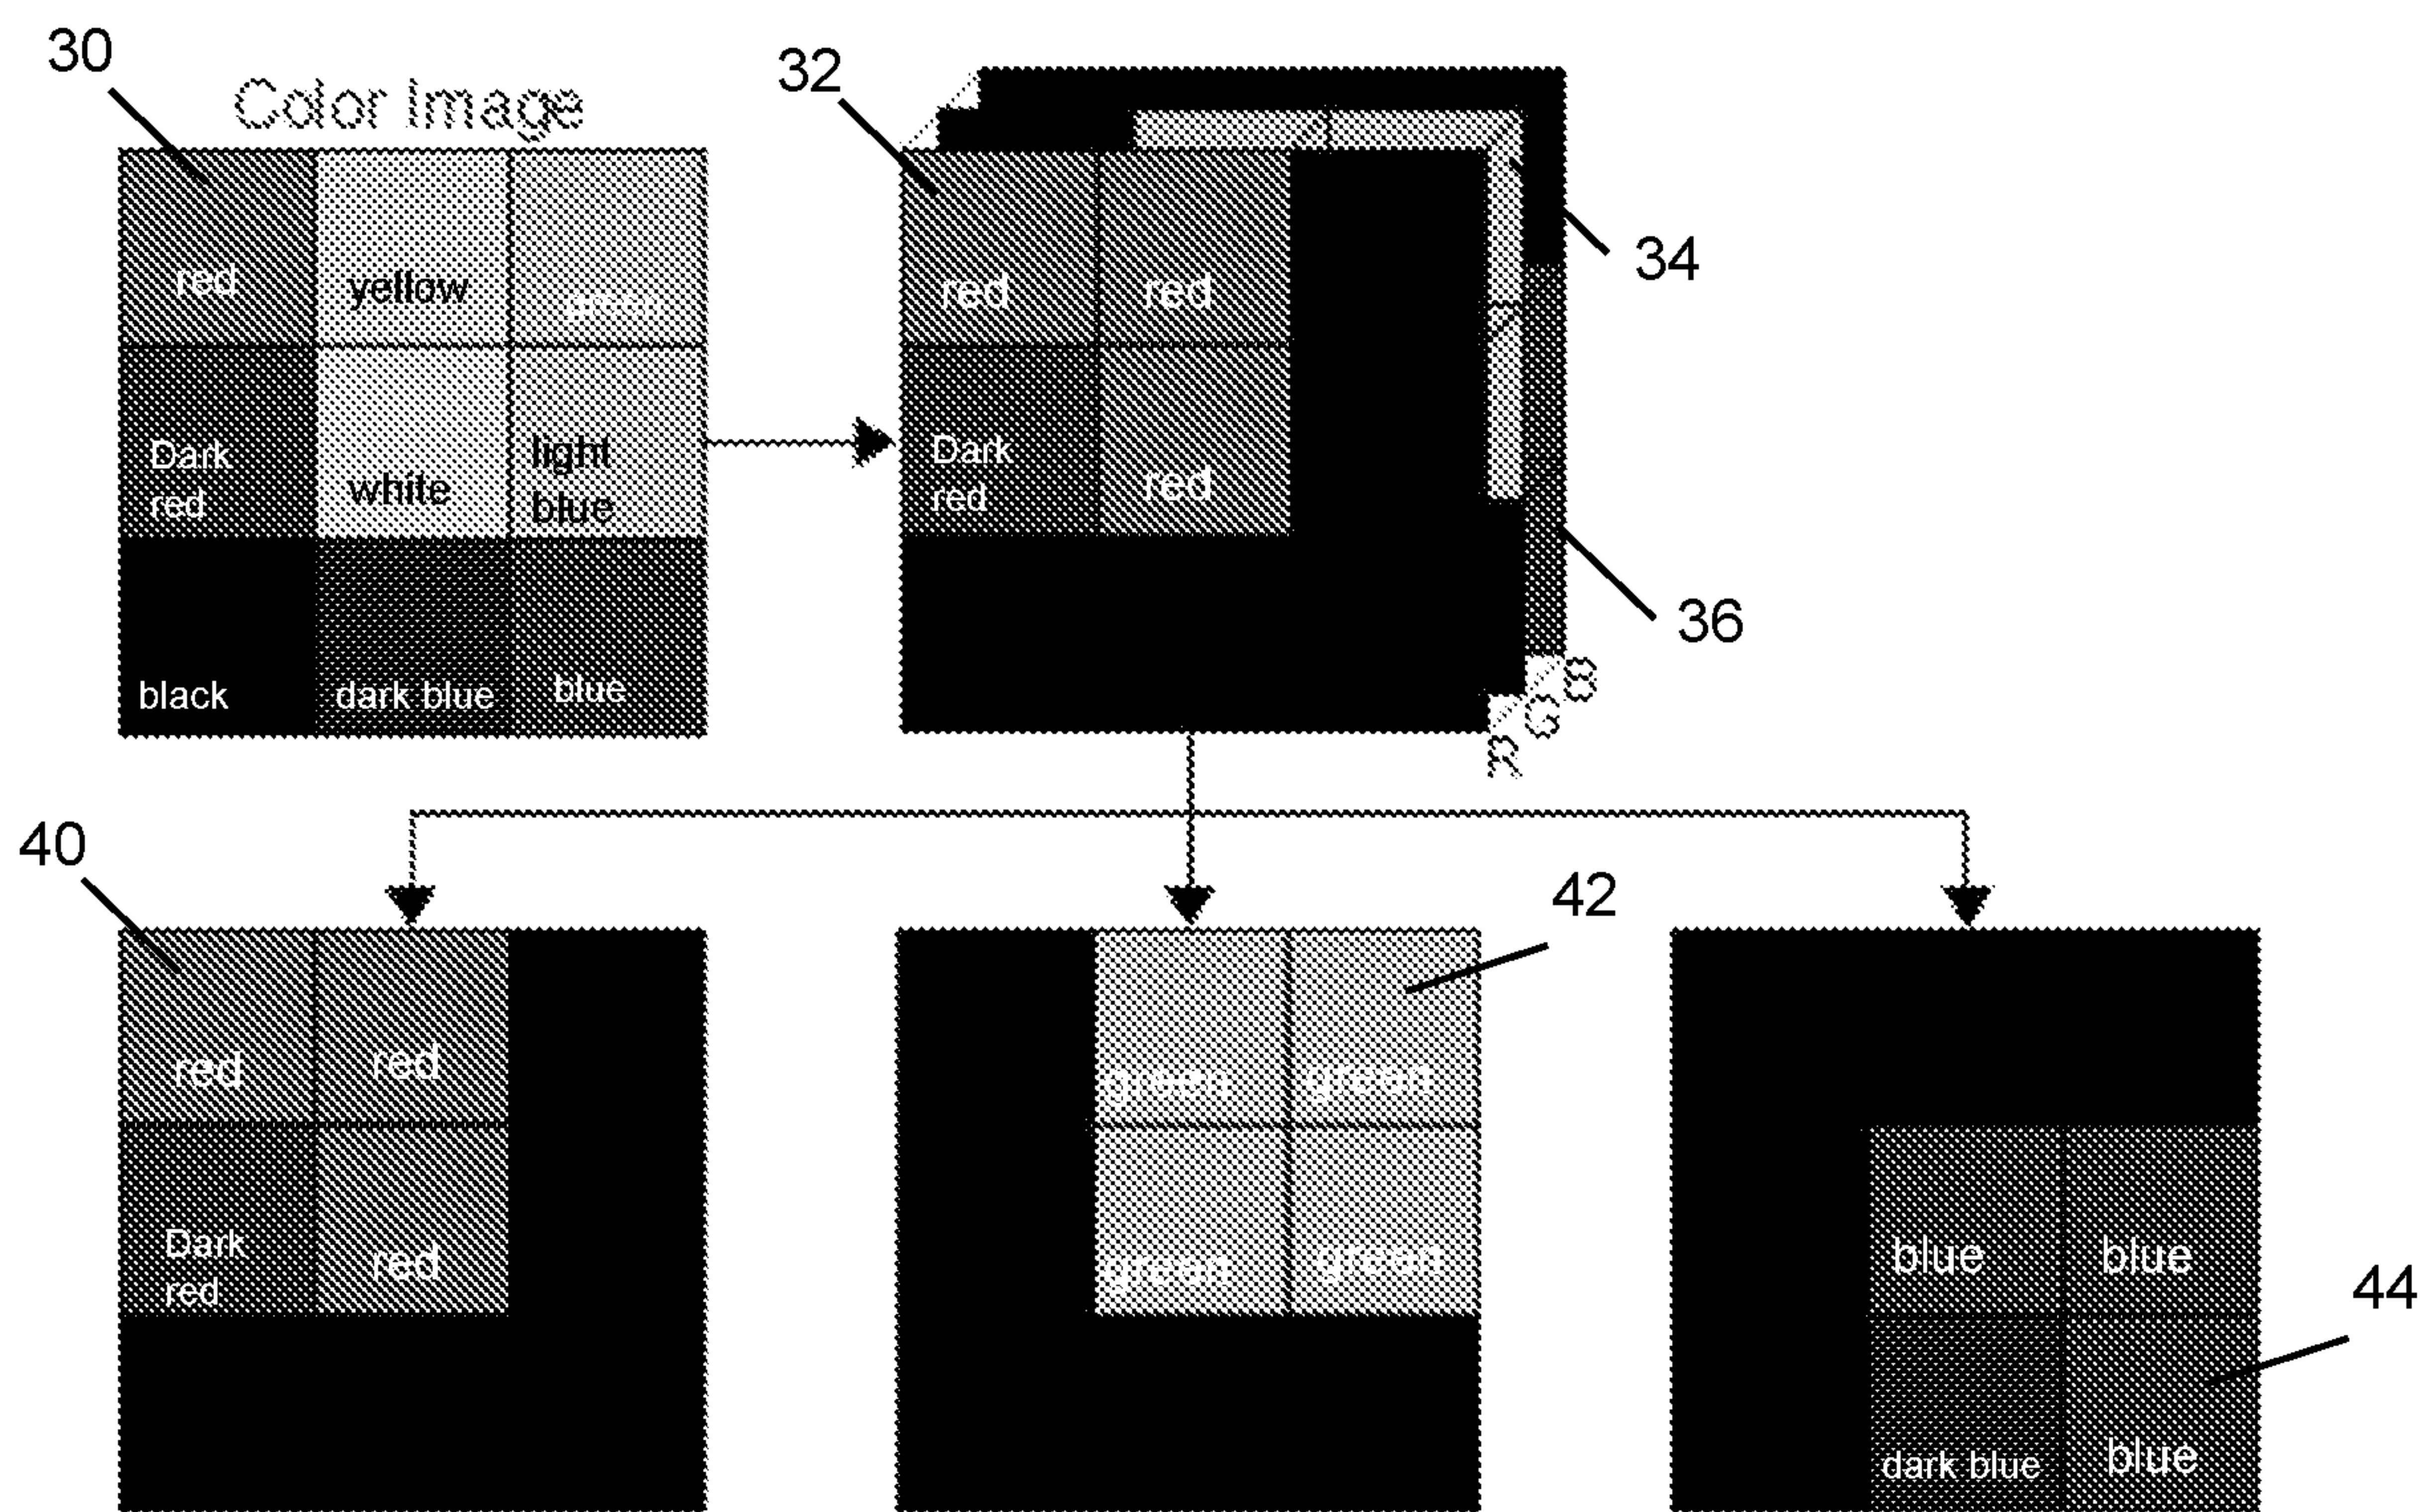 30
Color Image
32
red
yellow
green
red
red
34
Dark
red
white
light
blue
Dark
red
red
36
black
dark blue
blue
B
G
R
40
42
red
red
green
green
Dark
red
red
green
green
blue
blue
44
dark blue
blue